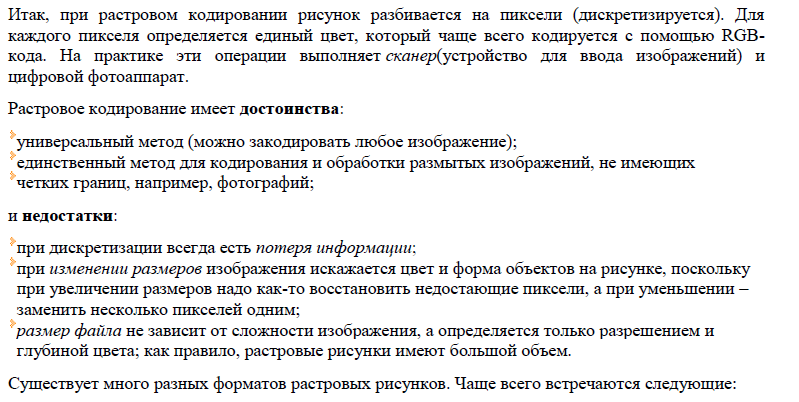 Итак, при растровом кодировании рисунок разбивается на пиксели (дискретизируется). Для
каждого пикселя определяется единый цвет, который чаще всего кодируется с помощью RGB-
кода. На практике эти операции выполняет сканер(устройство для ввода изображений) и
цифровой фотоаппарат.
Растровое кодирование имеет достоинства:
универсальный метод (можно закодировать любое изображение);
единственный метод для кодирования и обработки размытых изображений, не имеющих
четких границ, например, фотографий;
и недостатки:
при дискретизации всегда есть потеря информации;
при изменении размеров изображения искажается цвет и форма объектов на рисунке, поскольку
при увеличении размеров надо как-то восстановить недостающие пиксели, а при уменьшении –
заменить несколько пикселей одним;
размер файла не зависит от сложности изображения, а определяется только разрешением и
глубиной цвета; как правило, растровые рисунки имеют большой объем.
Существует много разных форматов растровых рисунков. Чаще всего встречаются следующие: